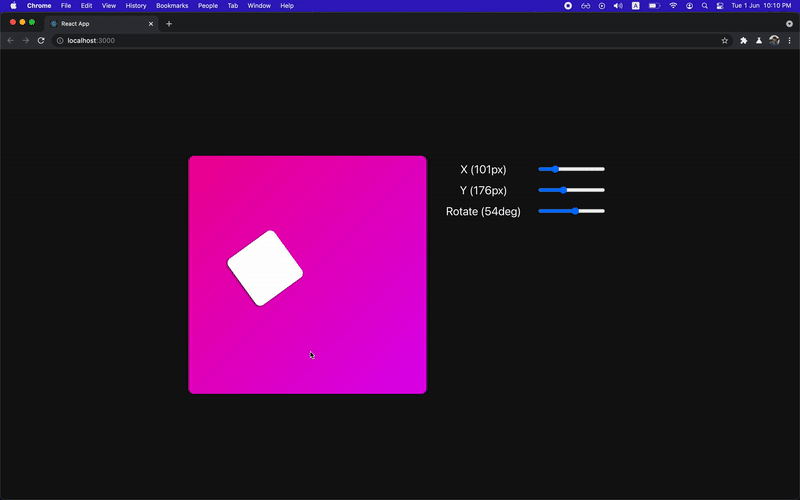 Chrome File Edit View History Bookmarks People Tab Window Help A Tue 1 Jun 10:10 PM
React App
localhost:3000
X (101px)
Y (176px)
Rotate (54deg)